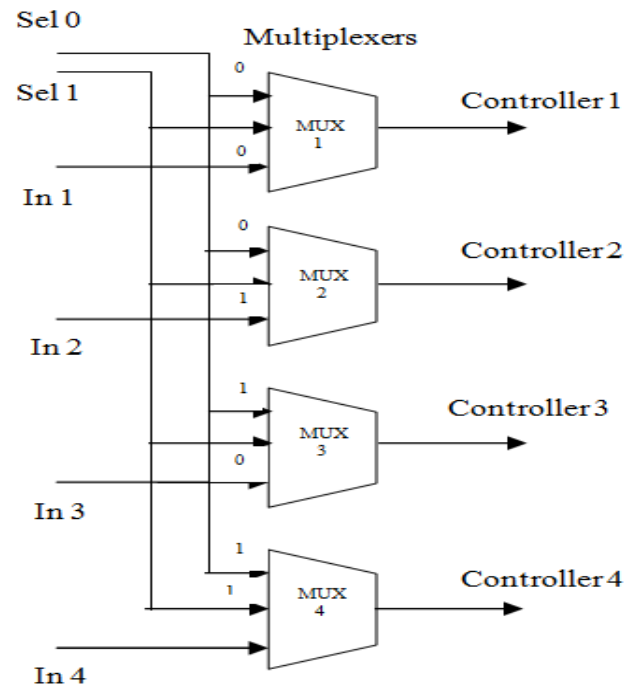 Sel 0
Multiplexers
Sel 1
0
Controller 1
MUX
1
0
In 1
0
Controller 2
MUX
2
1
In 2
1
Controller 3
MUX
3
0
In 3
1
Controller 4
1
MUX
4
In 4